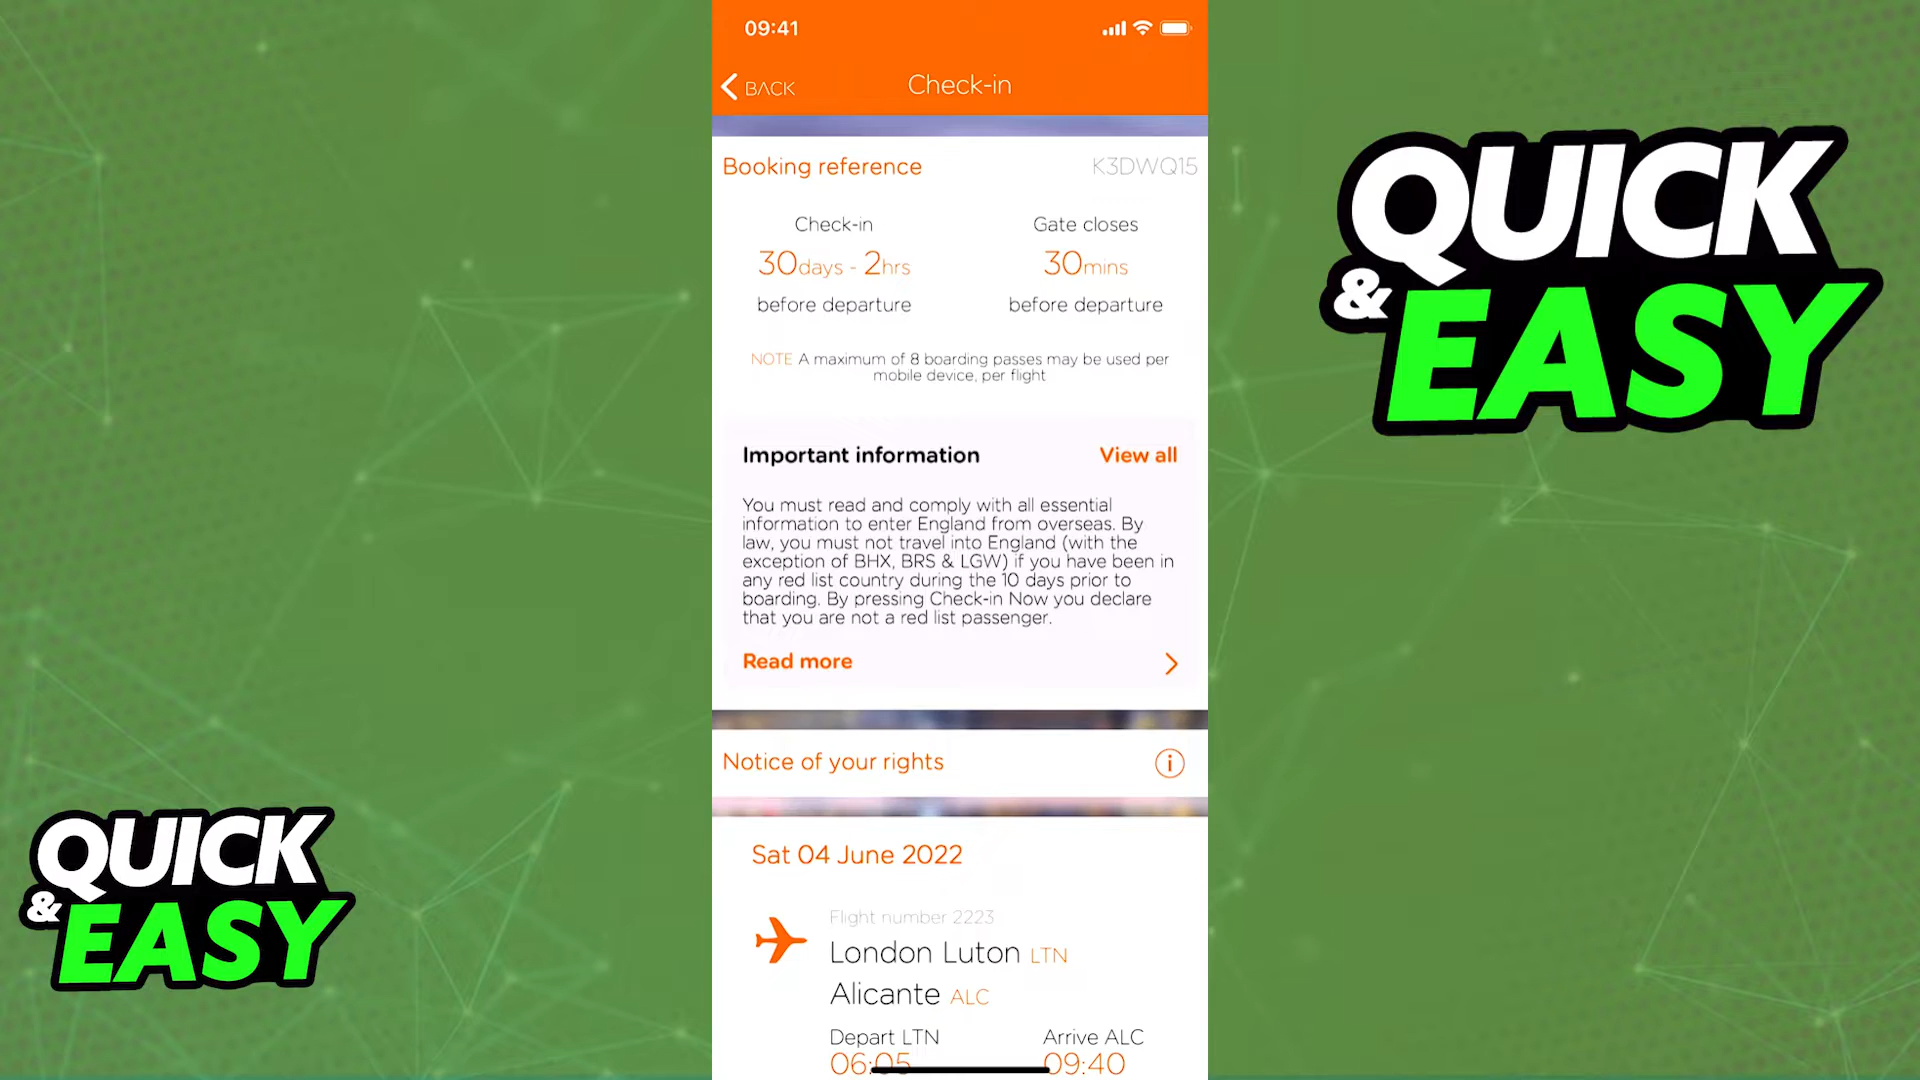 09:41
BACK
Check-in
Booking reference
K3DWQ15
Check-in
Gate closes
30days - 2hrs
30mins
before departure
before departure
NOTE A maximum of 8 boarding passes may be used per
mobile device, per flight
Important information
View all
You must read and comply with all essential
information to enter England from overseas. By
law, you must not travel into England (with the
exception of BHX, BRS & LGW) if you have been in
any red list country during the 10 days prior to
boarding. By pressing Check-in Now you declare
that you are not a red list passenger.
Read more
Notice of your rights
i
Sat 04 June 2022
Flight number 2223
London Luton LTN
Alicante ALC
Depart LTN
Arrive ALC
06:05
09:40
QUICK
& EASY
QUICK
& EASY